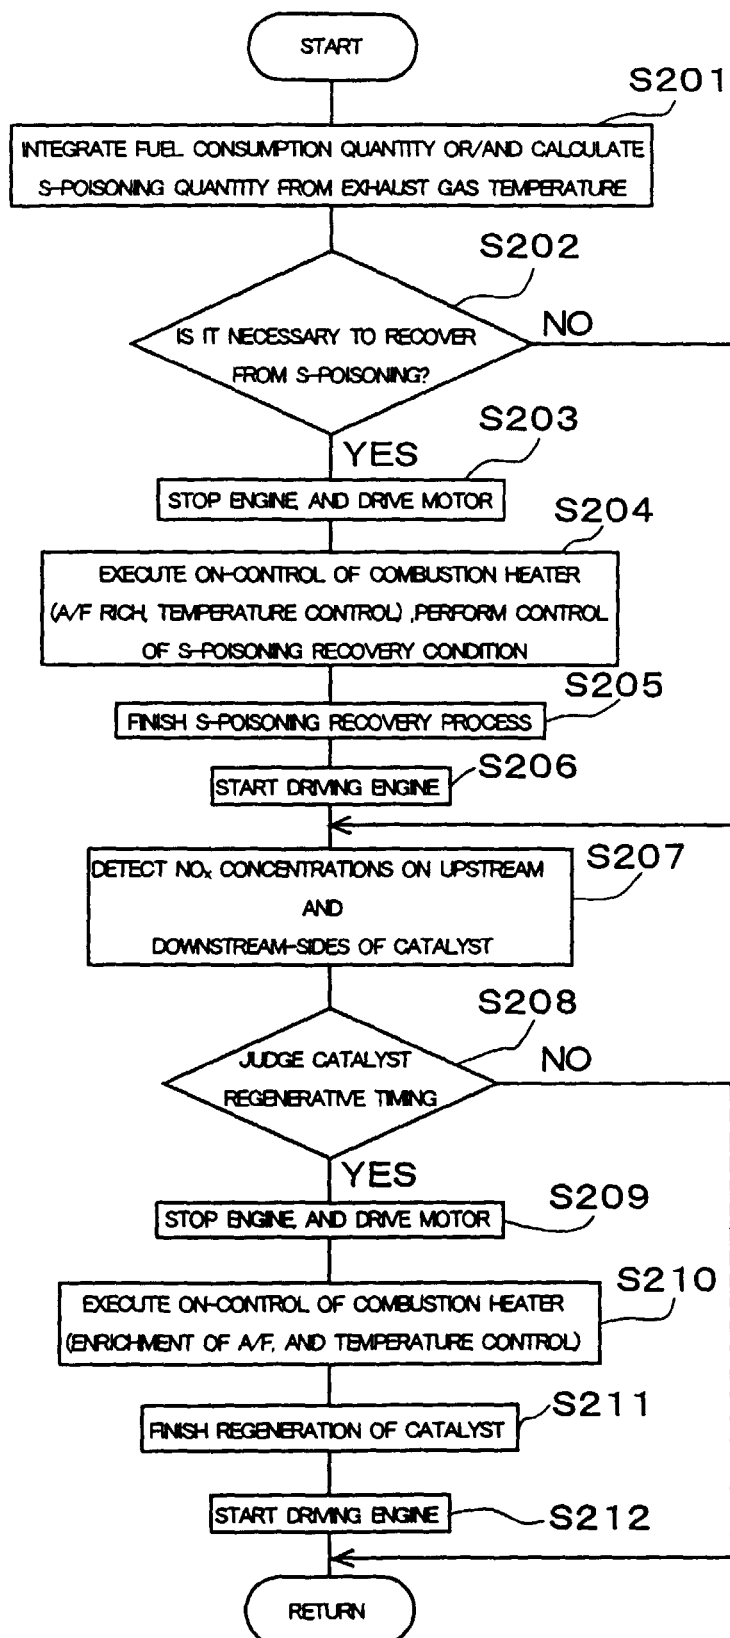 START
S201
INTEGRATE FUEL CONSUMPTION QUANTITY OR/AND CALCULATE
S-POISONING QUANTITY FROM EXHAUST GAS TEMPERATURE
S202
IS IT NECESSARY TO RECOVER
FROM S-POISONING?
NO
YES
S203
STOP ENGINE, AND DRIVE MOTOR
S204
EXECUTE ON-CONTROL OF COMBUSTION HEATER
(A/F RICH, TEMPERATURE CONTROL) ,PERFORM CONTROL
OF S-POISONING RECOVERY CONDITION
S205
FINISH S-POISONING RECOVERY PROCESS
S206
START DRIVING ENGINE
S207
DETECT NOx CONCENTRATIONS ON UPSTREAM
AND
DOWNSTREAM-SIDES OF CATALYST
S208
JUDGE CATALYST
REGENERATIVE TIMING
NO
YES
S209
STOP ENGINE, AND DRIVE MOTOR
S210
EXECUTE ON-CONTROL OF COMBUSTION HEATER
(ENRICHMENT OF A/F, AND TEMPERATURE CONTROL)
S211
FINISH REGENERATION OF CATALYST
S212
START DRIVING ENGINE
RETURN